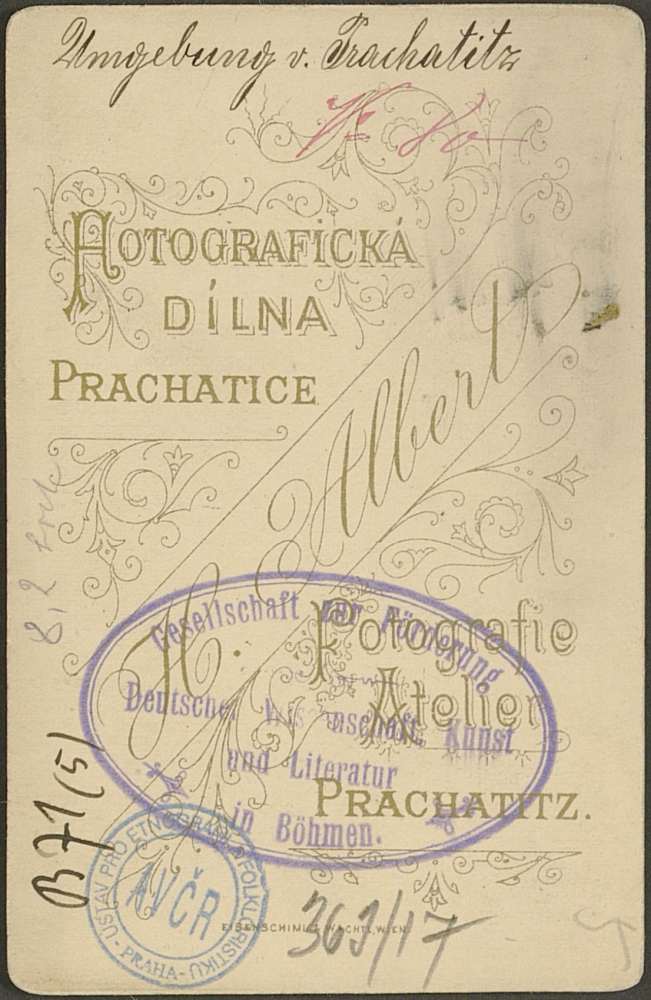 Umgebung v. Prachatitz
FOTOGRAFICKÁ
DÍLNA
PRACHATICE
H. Albert
Fotografie
Atelier
PRACHATITZ.
Gesellschaft zur Förderung
Deutscher Wissenschaft, Kunst
und Literatur
in Böhmen.
B71(5)
ÚSTAV PRO ETNOGRAFII A FOLKLORISTIKU
AVČR
- PRAHA -
EISENSCHIML & WACHTL, WIEN
363/17